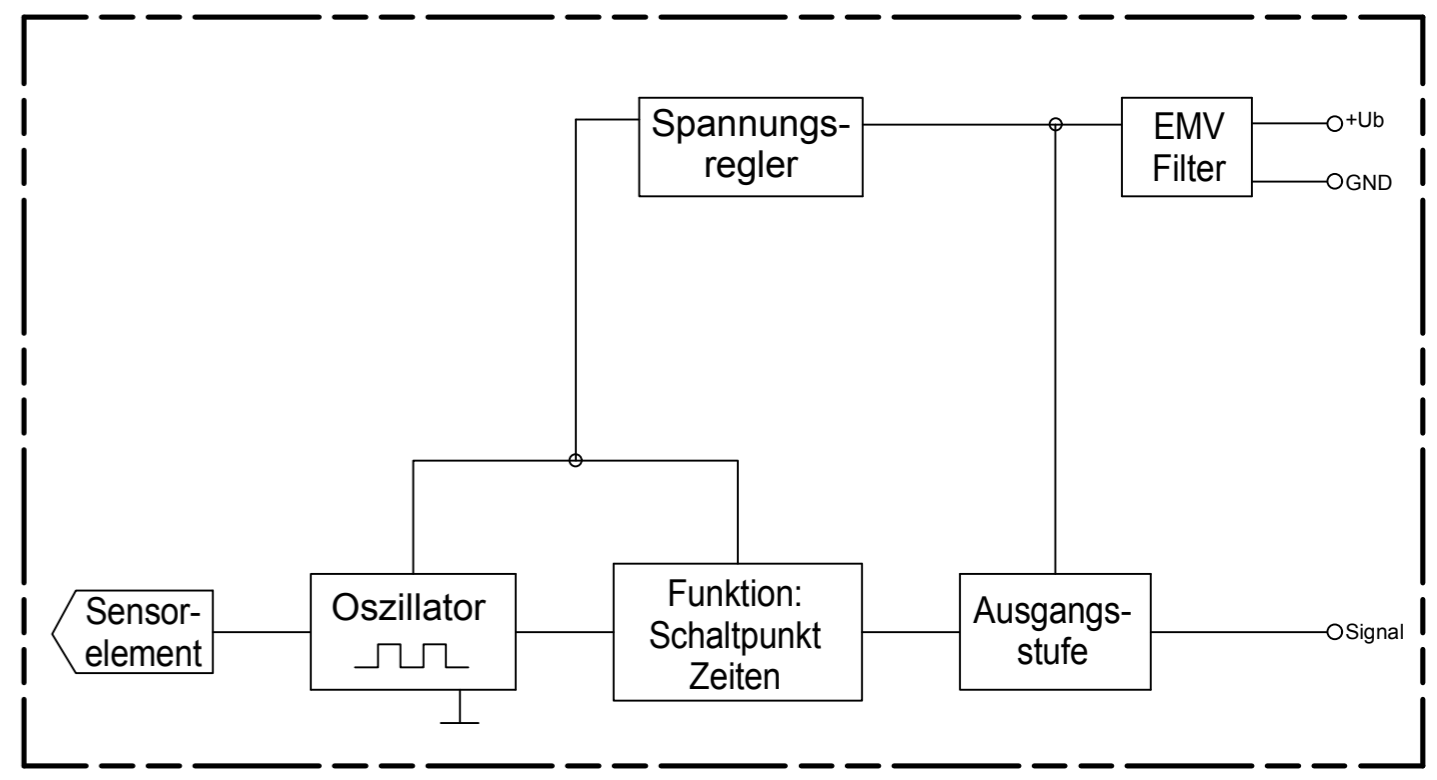 Spannungs-
regler
EMV
Filter
+Ub
GND
Sensor-
element
Oszillator
Funktion:
Schaltpunkt
Zeiten
Ausgangs-
stufe
Signal